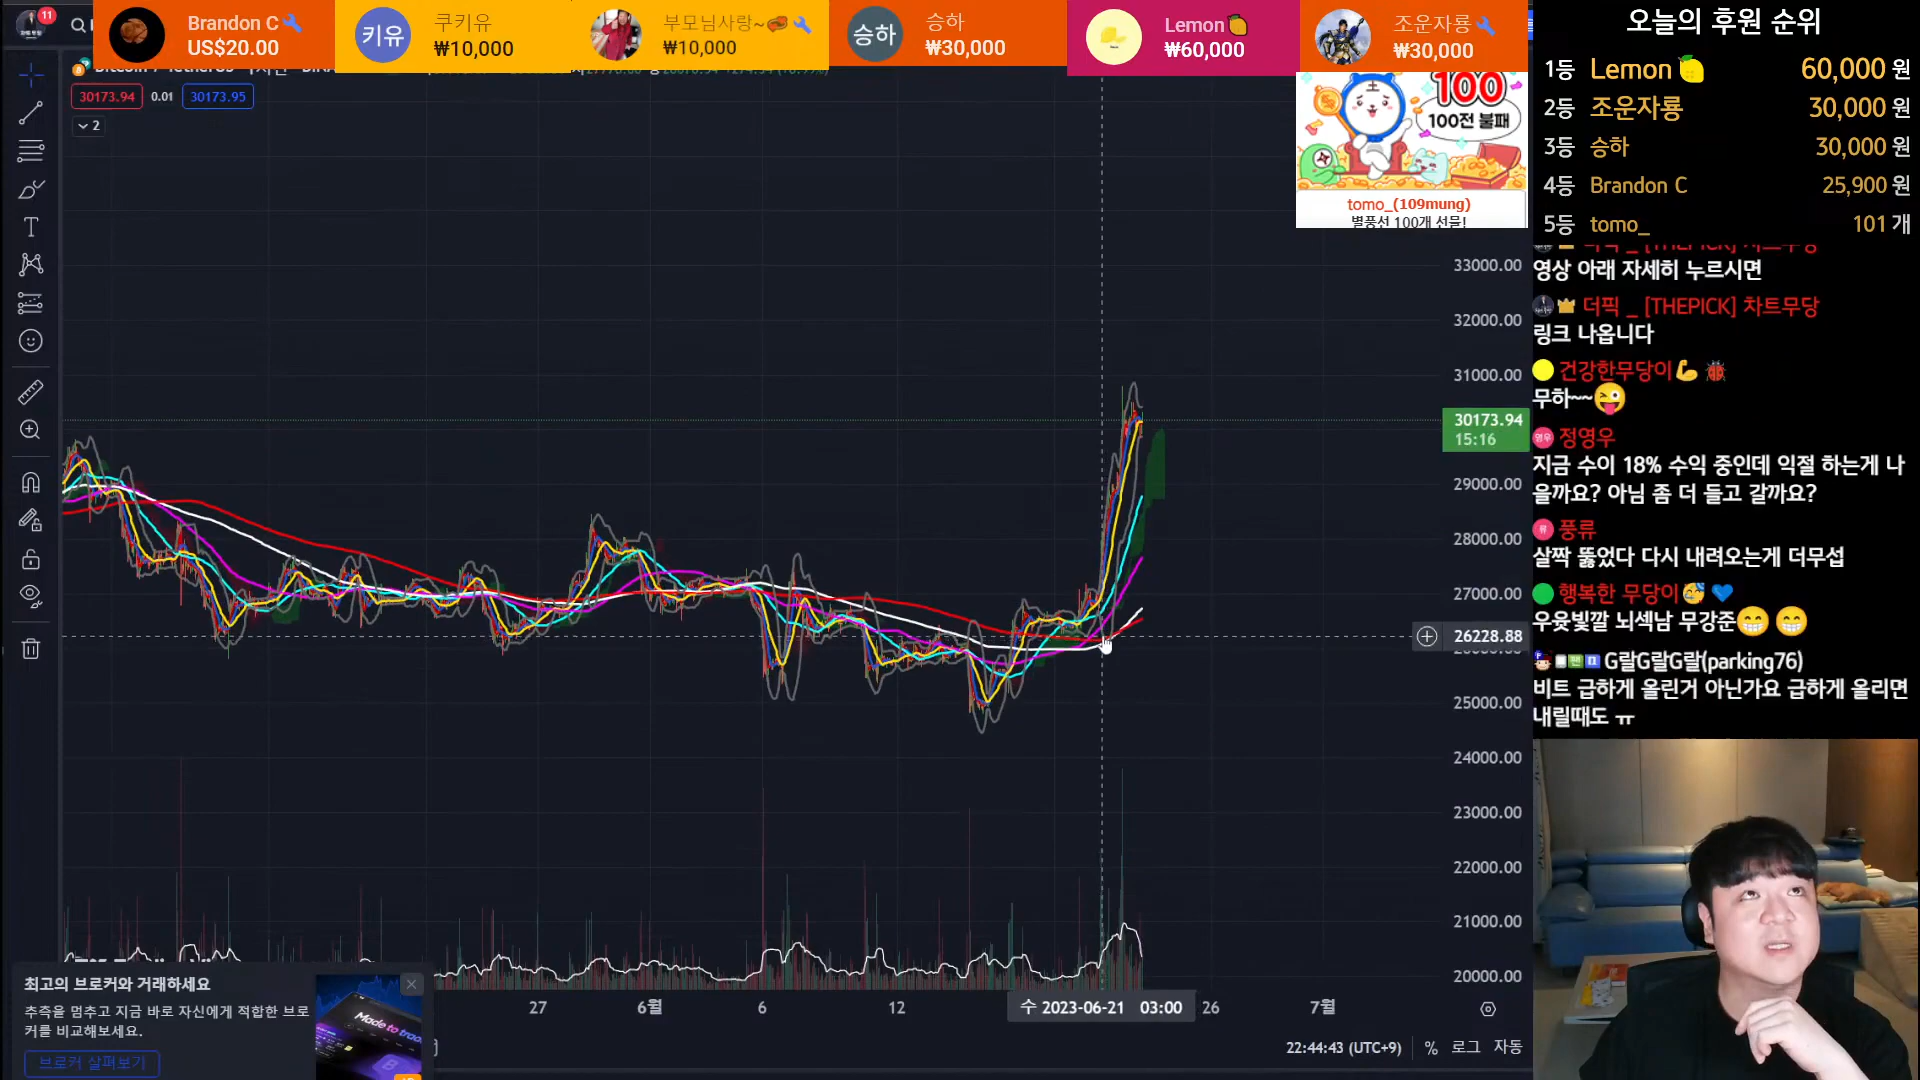 11
Brandon C
US$20.00
키유
쿠키유
₩10,000
부모님사랑~
₩10,000
승하
승하
₩30,000
Lemon
₩60,000
조운자룡
₩30,000
30173.94
0.01
30173.95
2
100
100전 불패
tomo_(109mung)
별풍선 100개 선물!
33000.00
32000.00
31000.00
30173.94
15:16
29000.00
28000.00
27000.00
26228.88
25000.00
24000.00
23000.00
22000.00
21000.00
20000.00
27
6월
6
12
수 2023-06-21 03:00
26
7월
22:44:43 (UTC+9)
%
로그
자동
최고의 브로커와 거래하세요
추측을 멈추고 지금 바로 자신에게 적합한 브로
커를 비교해보세요.
브로커 살펴보기
Made to trade
오늘의 후원 순위
1등 Lemon 60,000 원
2등 조운자룡 30,000 원
3등 승하 30,000 원
4등 Brandon C 25,900 원
5등 tomo_ 101 개
더픽 _ [THEPICK] 차트무당
영상 아래 자세히 누르시면
더픽 _ [THEPICK] 차트무당
링크 나옵니다
건강한무당이
무하~~
영우 정영우
지금 수이 18% 수익 중인데 익절 하는게 나
을까요? 아님 좀 더 들고 갈까요?
풍류
살짝 뚫었다 다시 내려오는게 더무섭
행복한 무당이
우윳빛깔 뇌섹남 무강준
G랄G랄G랄(parking76)
비트 급하게 올린거 아닌가요 급하게 올리면
내릴때도 ㅠ